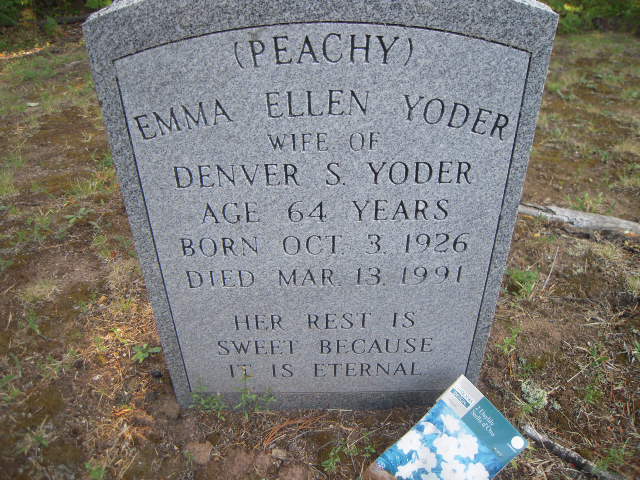 (PEACHY)
EMMA ELLEN YODER
WIFE OF
DENVER S. YODER
AGE 64 YEARS
BORN OCT. 3, 1926
DIED MAR. 13, 1991
HER REST IS
SWEET BECAUSE
IT IS ETERNAL